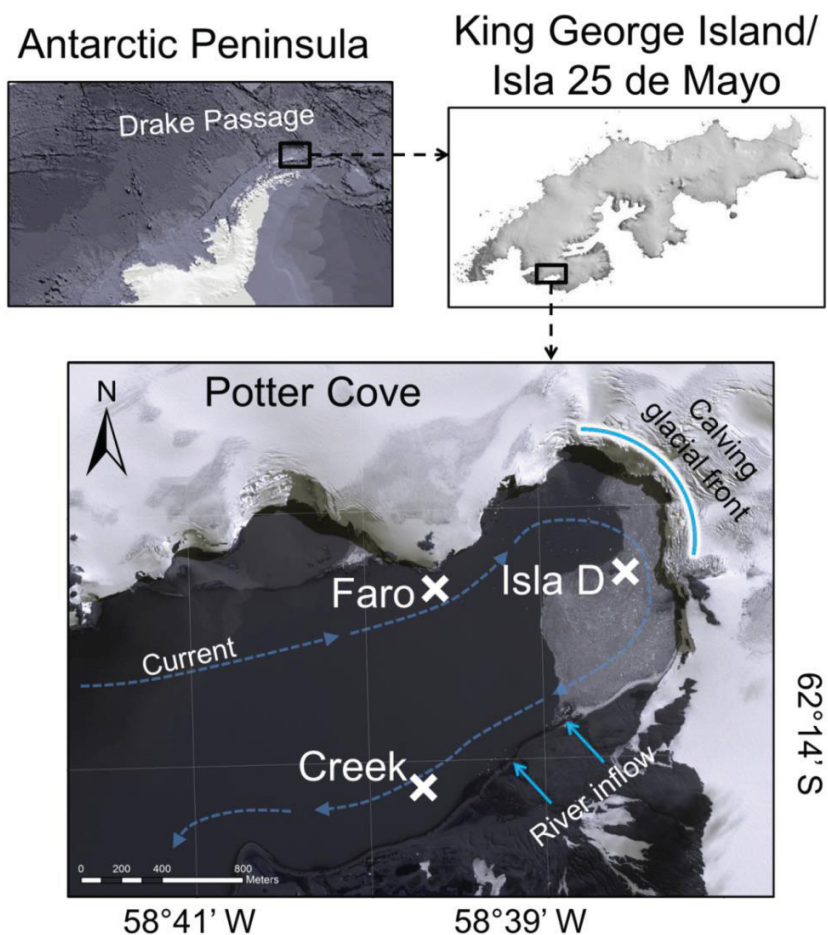 Antarctic Peninsula
King George Island/
Isla 25 de Mayo
Drake Passage
N
Potter Cove
Calving
glacial front
Faro
Isla D
Current
Creek
River inflow
62°14' S
0 200 400 800
Meters
58°41' W
58°39' W